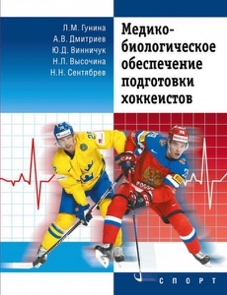 Л.М. Гунина
А.В. Дмитриев
Ю.Д. Винничук
Н.Л. Высочина
Н.Н. Сентябрев
Медико-
биологическое
обеспечение
подготовки
хоккеистов
СПОРТ